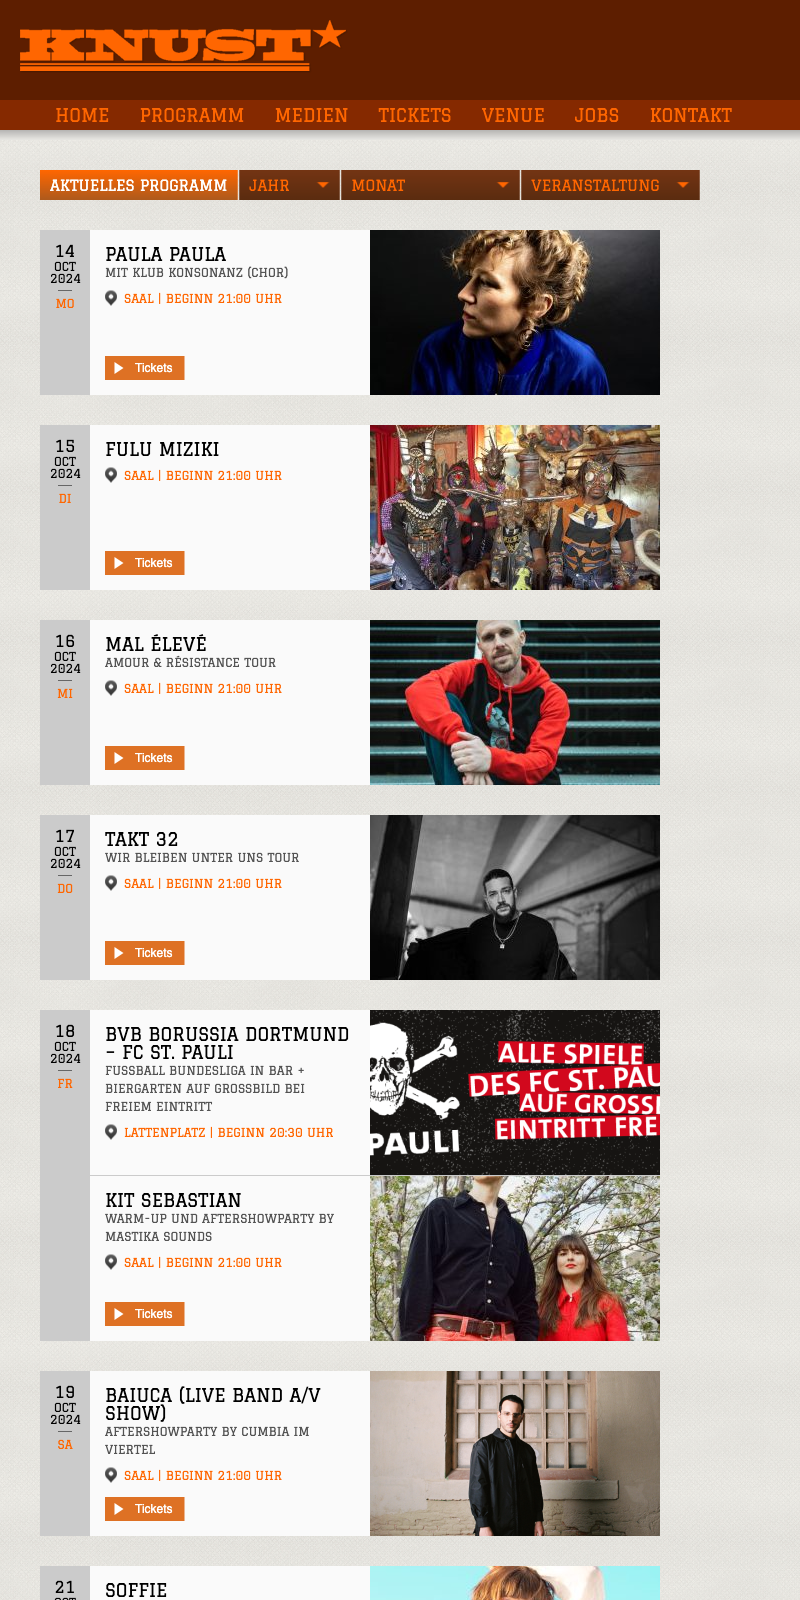 KNUST
HOME PROGRAMM MEDIEN TICKETS VENUE JOBS KONTAKT
AKTUELLES PROGRAMM JAHR MONAT VERANSTALTUNG
14
OCT
2024
MO
PAULA PAULA
MIT KLUB KONSONANZ (CHOR)
SAAL | BEGINN 21:00 UHR
Tickets
15
OCT
2024
DI
FULU MIZIKI
SAAL | BEGINN 21:00 UHR
Tickets
16
OCT
2024
MI
MAL ÉLEVÉ
AMOUR & RÉSISTANCE TOUR
SAAL | BEGINN 21:00 UHR
Tickets
17
OCT
2024
DO
TAKT 32
WIR BLEIBEN UNTER UNS TOUR
SAAL | BEGINN 21:00 UHR
Tickets
18
OCT
2024
FR
BVB BORUSSIA DORTMUND
– FC ST. PAULI
FUSSBALL BUNDESLIGA IN BAR +
BIERGARTEN AUF GROSSBILD BEI
FREIEM EINTRITT
LATTENPLATZ | BEGINN 20:30 UHR
PAULI
ALLE SPIELE
DES FC ST. PAU
AUF GROSS
EINTRITT FRE
KIT SEBASTIAN
WARM-UP UND AFTERSHOWPARTY BY
MASTIKA SOUNDS
SAAL | BEGINN 21:00 UHR
Tickets
19
OCT
2024
SA
BAIUCA (LIVE BAND A/V
SHOW)
AFTERSHOWPARTY BY CUMBIA IM
VIERTEL
SAAL | BEGINN 21:00 UHR
Tickets
21
SOFFIE